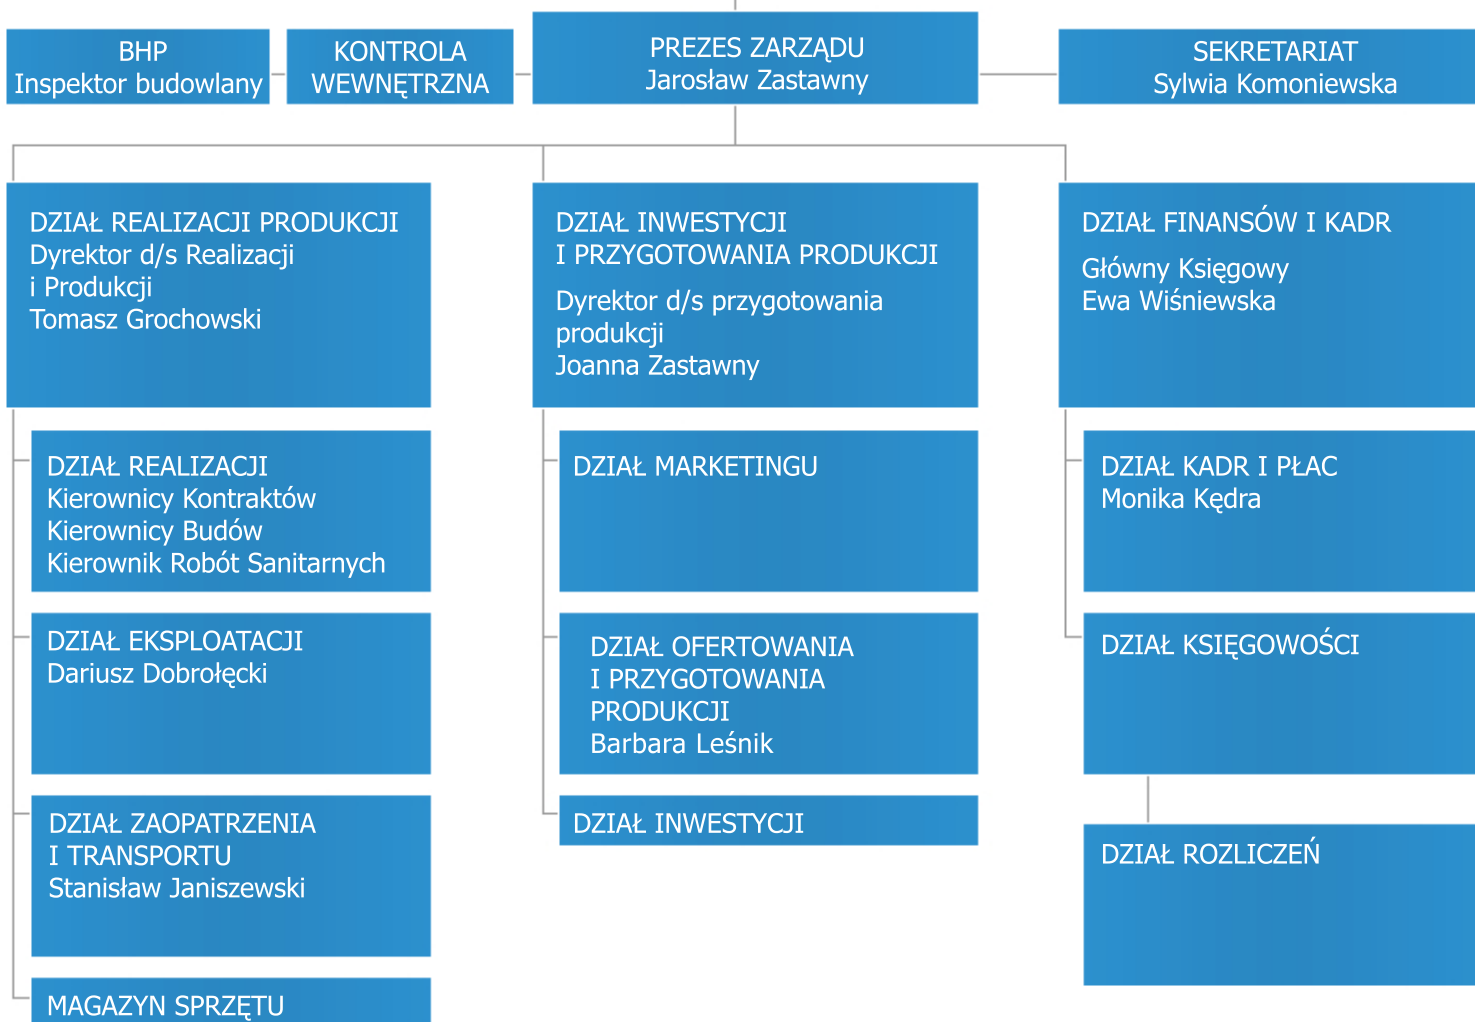 BHP
Inspektor budowlany
KONTROLA
WEWNĘTRZNA
PREZES ZARZĄDU
Jarosław Zastawny
SEKRETARIAT
Sylwia Komoniewska
DZIAŁ REALIZACJI PRODUKCJI
Dyrektor d/s Realizacji
i Produkcji
Tomasz Grochowski
DZIAŁ INWESTYCJI
I PRZYGOTOWANIA PRODUKCJI
Dyrektor d/s przygotowania
produkcji
Joanna Zastawny
DZIAŁ FINANSÓW I KADR
Główny Księgowy
Ewa Wiśniewska
DZIAŁ REALIZACJI
Kierownicy Kontraktów
Kierownicy Budów
Kierownik Robót Sanitarnych
DZIAŁ MARKETINGU
DZIAŁ KADR I PŁAC
Monika Kędra
DZIAŁ EKSPLOATACJI
Dariusz Dobrołęcki
DZIAŁ OFERTOWANIA
I PRZYGOTOWANIA
PRODUKCJI
Barbara Leśnik
DZIAŁ KSIĘGOWOŚCI
DZIAŁ ZAOPATRZENIA
I TRANSPORTU
Stanisław Janiszewski
DZIAŁ INWESTYCJI
DZIAŁ ROZLICZEŃ
MAGAZYN SPRZĘTU